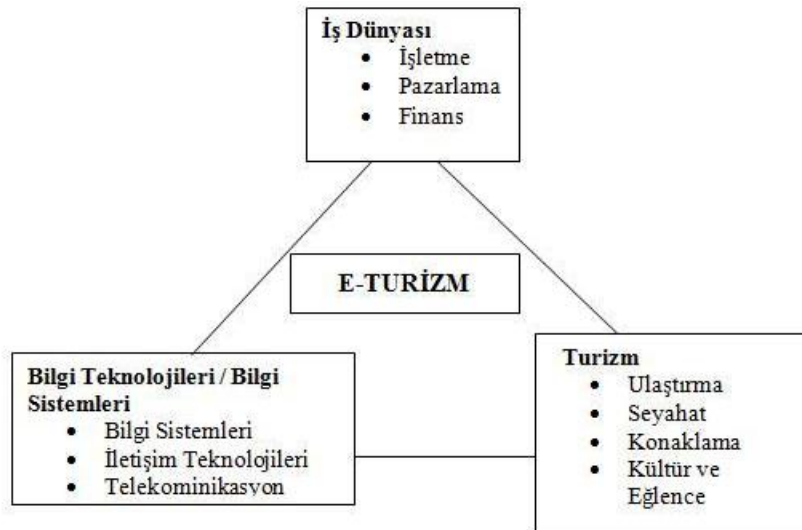 İş Dünyası
• İşletme
• Pazarlama
• Finans
E-TURİZM
Bilgi Teknolojileri / Bilgi
Sistemleri
• Bilgi Sistemleri
• İletişim Teknolojileri
• Telekominikasyon
Turizm
• Ulaştırma
• Seyahat
• Konaklama
• Kültür ve
Eğlence